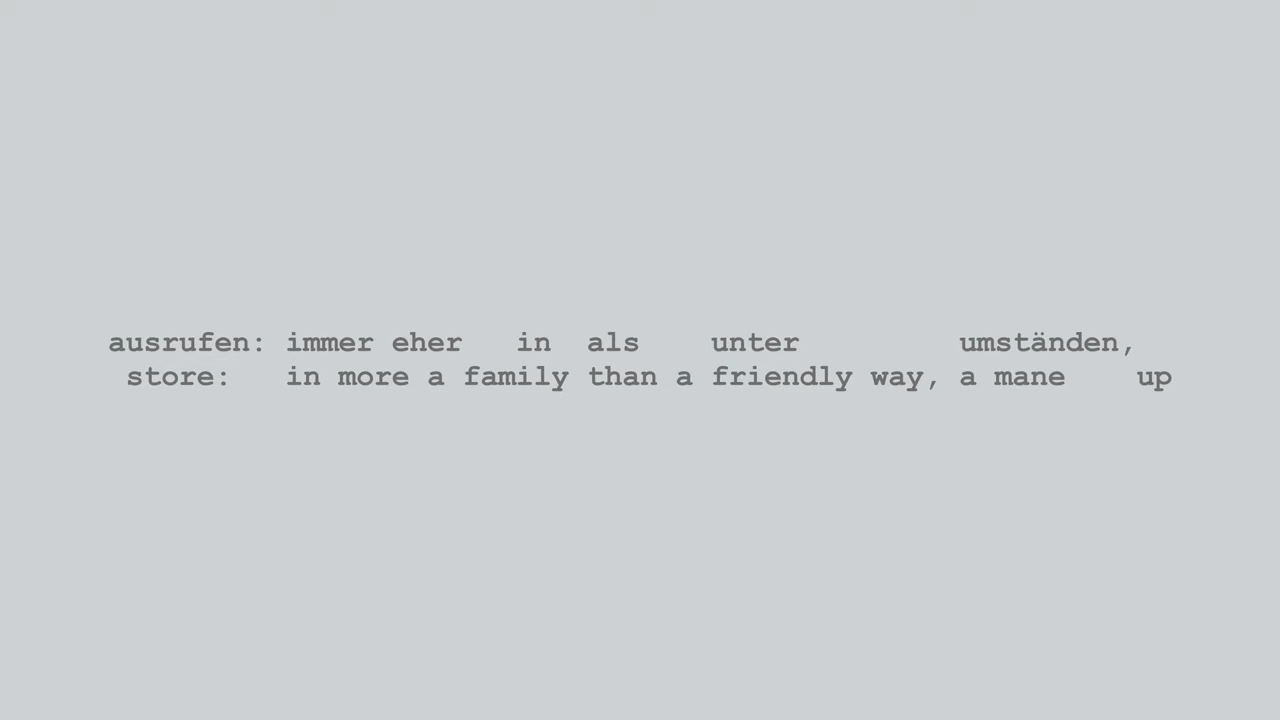 ausrufen: immer eher in als unter umständen,
store: in more a family than a friendly way, a mane up